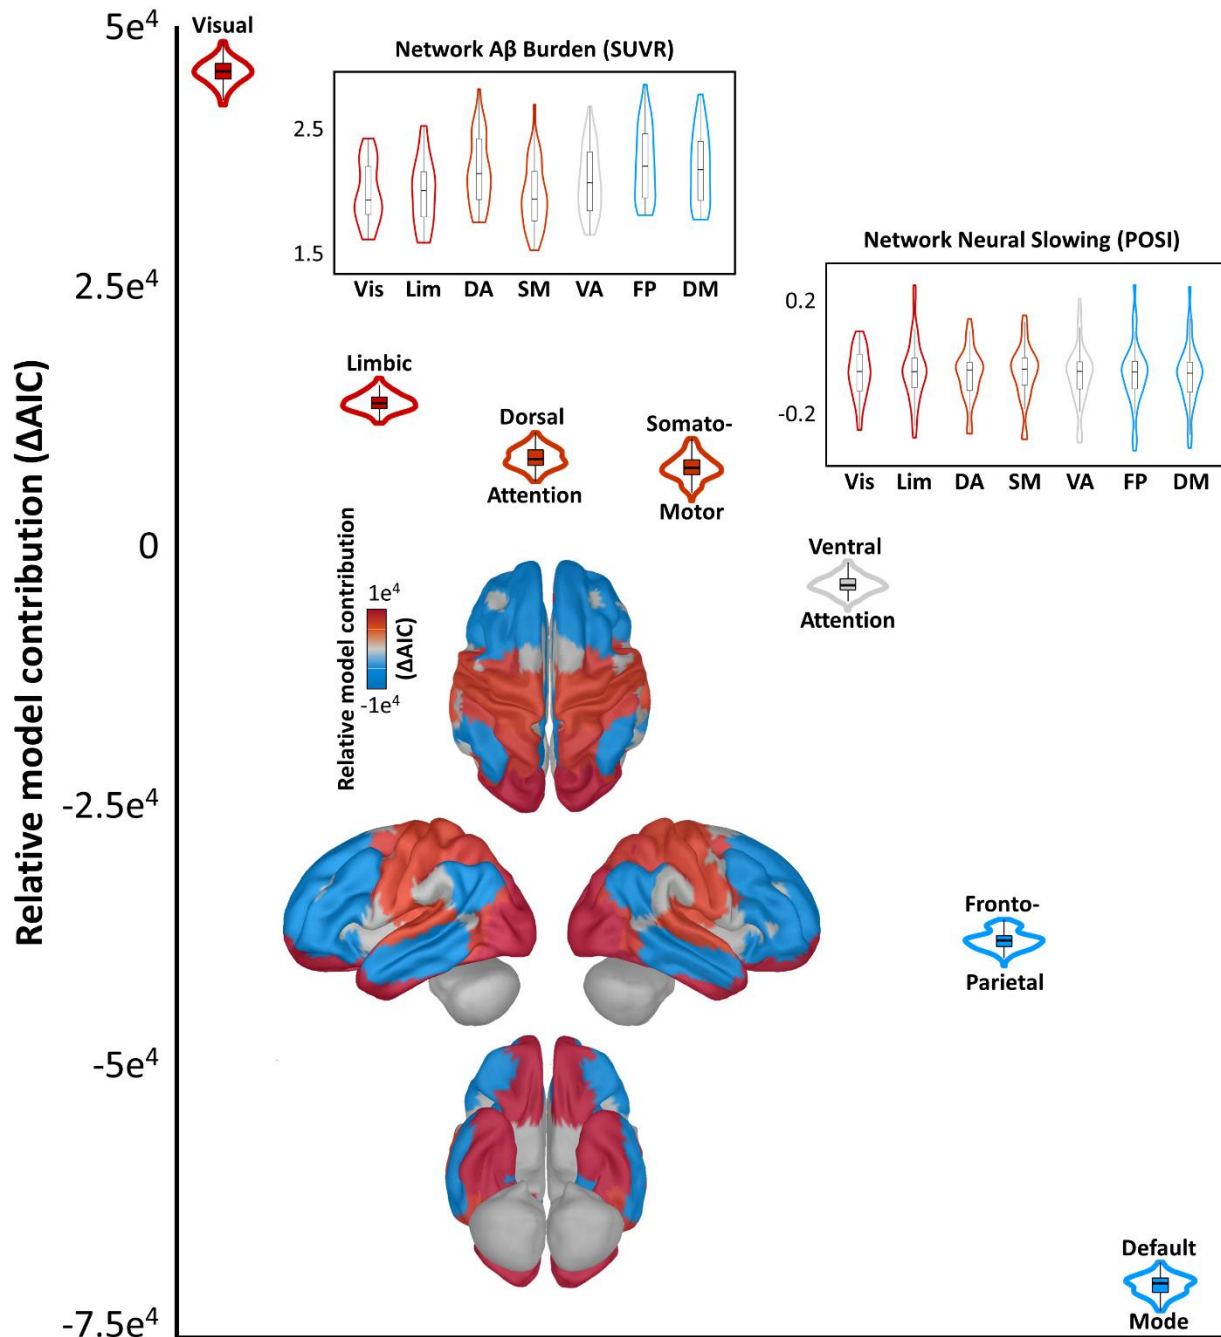 5e⁴
Visual
Network Aβ Burden (SUVR)
2.5
1.5
Vis Lim DA SM VA FP DM
2.5e⁴
Network Neural Slowing (POSI)
0.2
-0.2
Vis Lim DA SM VA FP DM
Limbic
Dorsal
Attention
Somato-
Motor
0
Ventral
Attention
Relative model contribution
(ΔAIC)
1e⁴
-1e⁴
Relative model contribution (ΔAIC)
-2.5e⁴
Fronto-
Parietal
-5e⁴
Default
Mode
-7.5e⁴